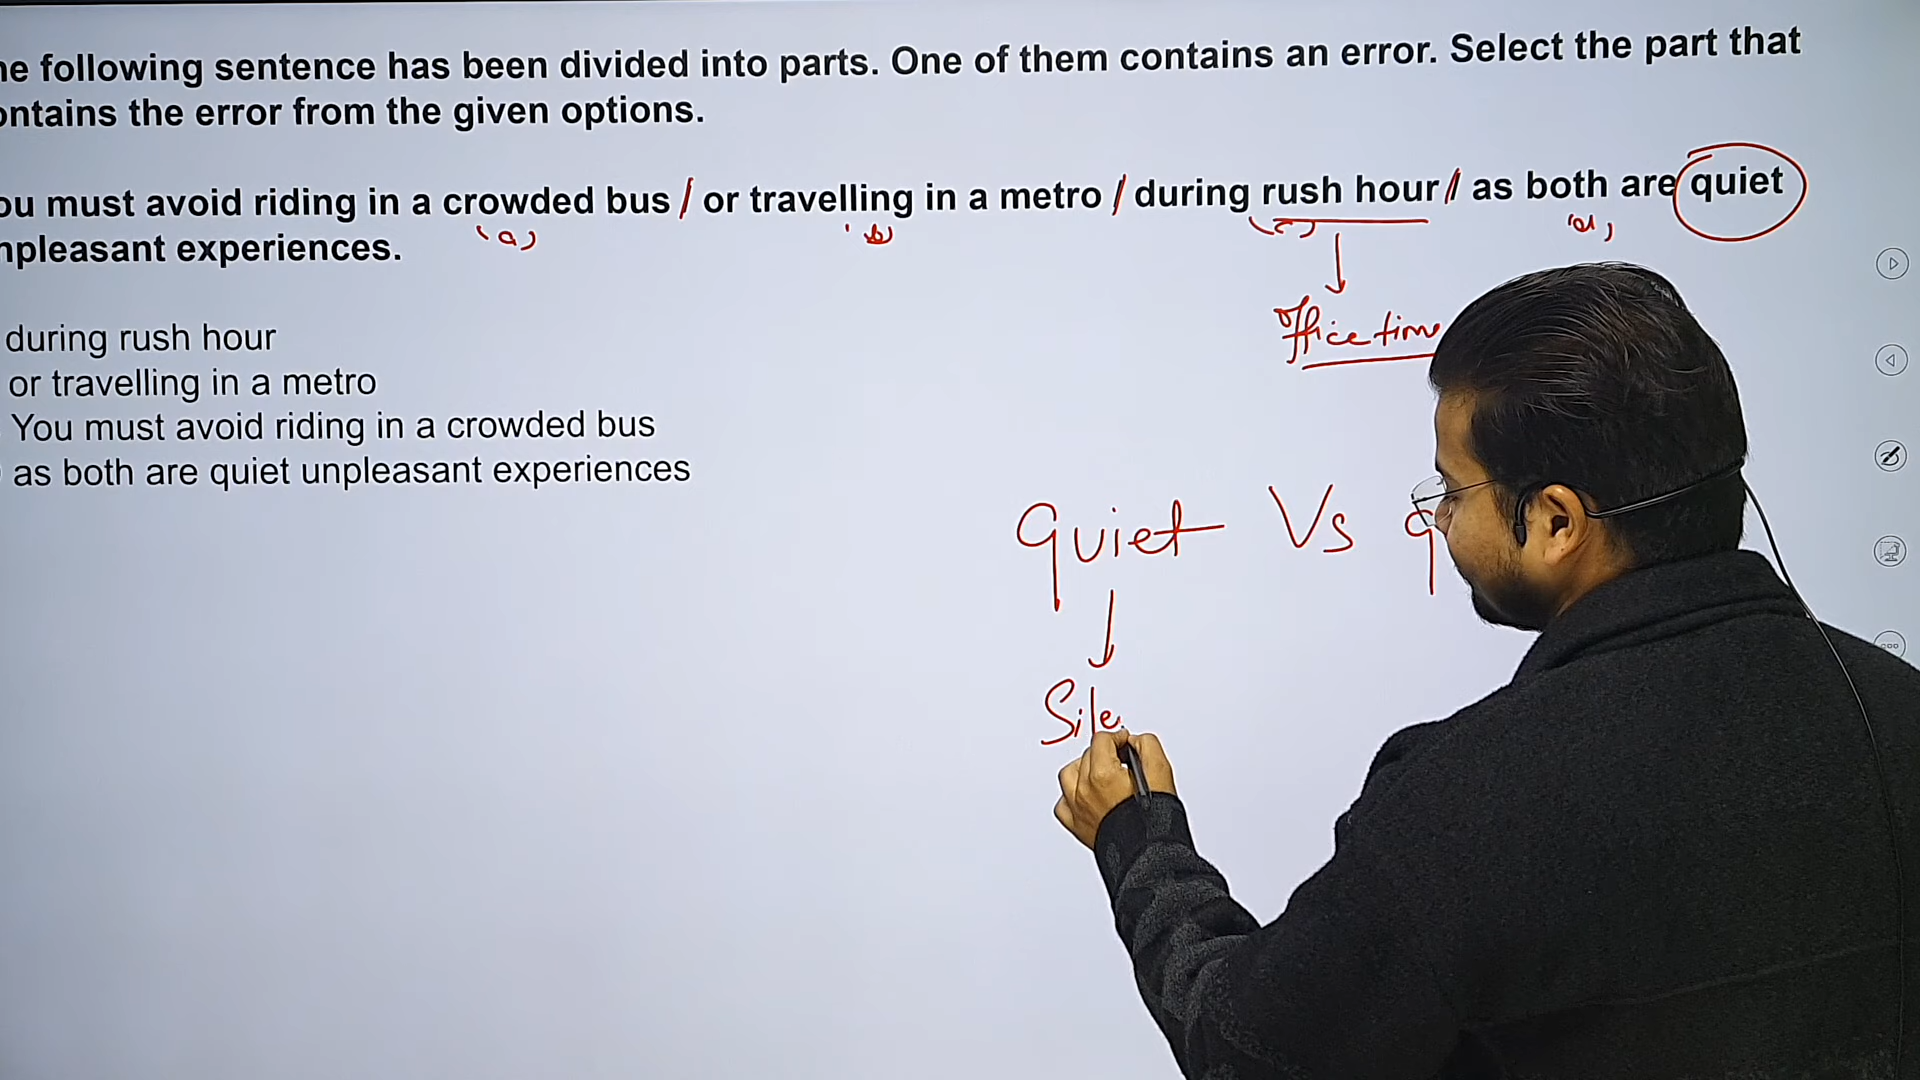 he following sentence has been divided into parts. One of them contains an error. Select the part that
ontains the error from the given options.
ou must avoid riding in a crowded bus / or travelling in a metro / during rush hour / as both are quiet
(a) (b) (c) (d)
npleasant experiences.
office time
during rush hour
or travelling in a metro
You must avoid riding in a crowded bus
as both are quiet unpleasant experiences
quiet Vs q
Sile